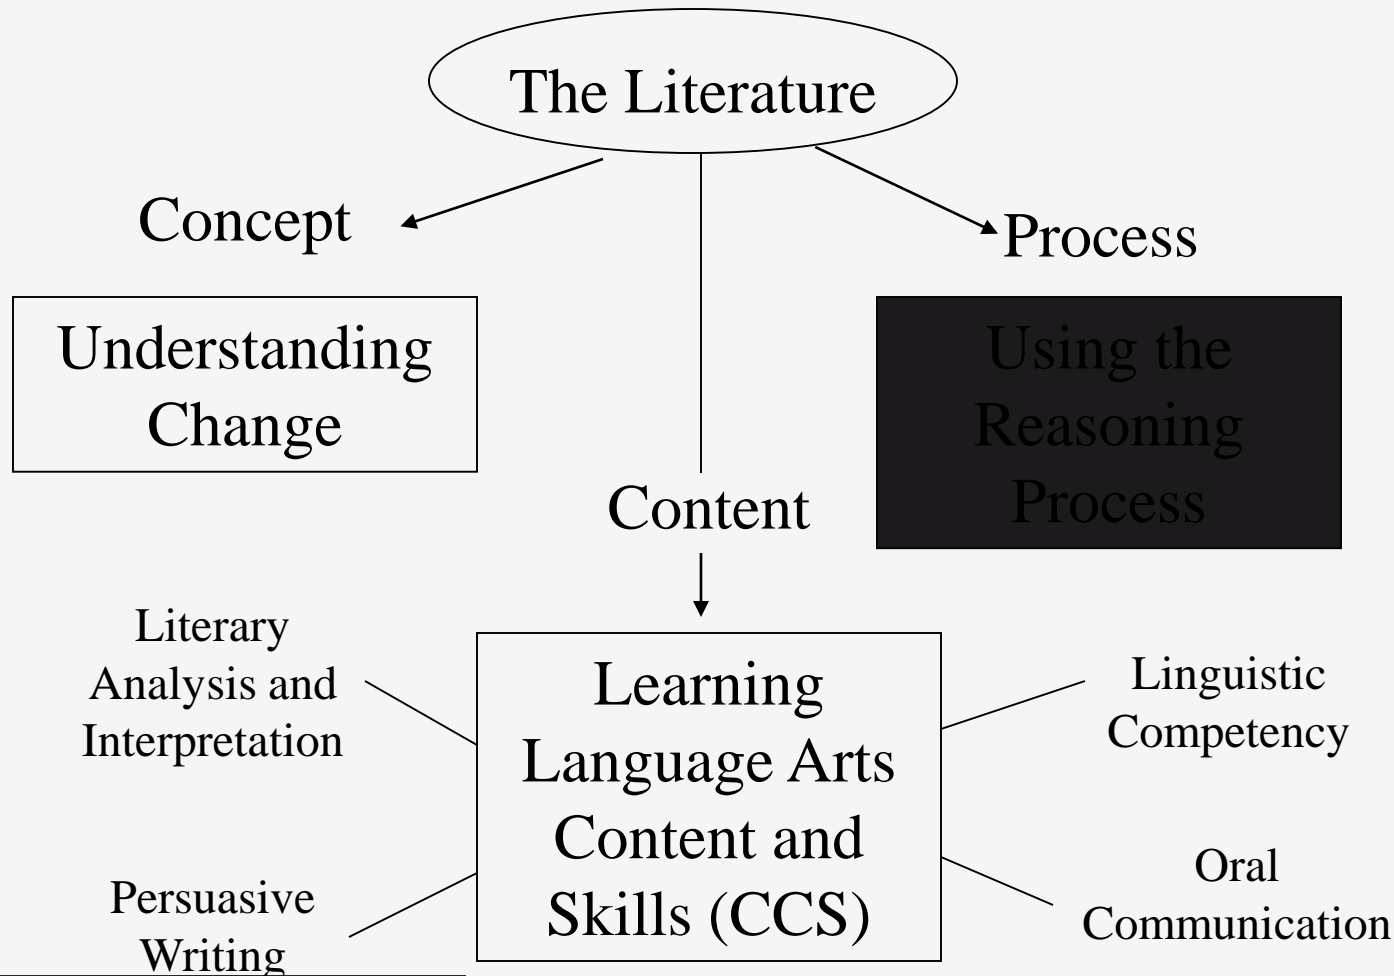 The Literature
Concept
Process
Understanding
Change
Using the
Reasoning
Process
Content
Literary
Analysis and
Interpretation
Learning
Language Arts
Content and
Skills (CCS)
Linguistic
Competency
Persuasive
Writing
Oral
Communication